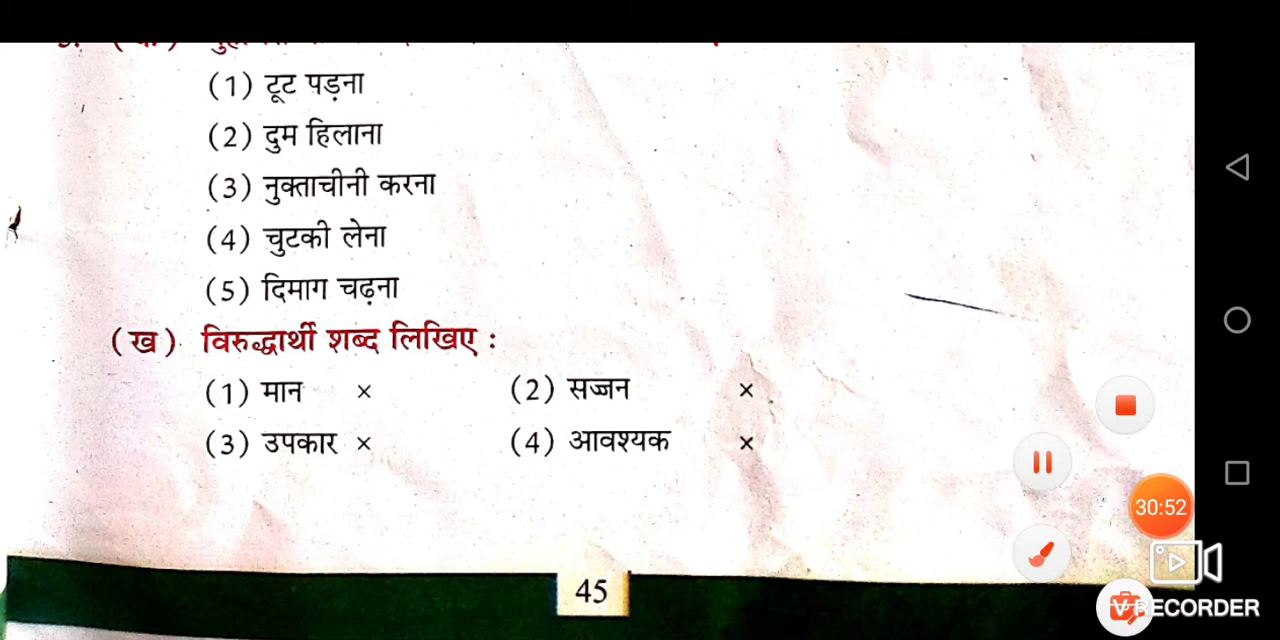 (1) टूट पड़ना
(2) दुम हिलाना
(3) नुक्ताचीनी करना
(4) चुटकी लेना
(5) दिमाग चढ़ना
(ख) विरुद्धार्थी शब्द लिखिए :
(1) मान × (2) सज्जन ×
(3) उपकार × (4) आवश्यक ×
30:52
45
V RECORDER